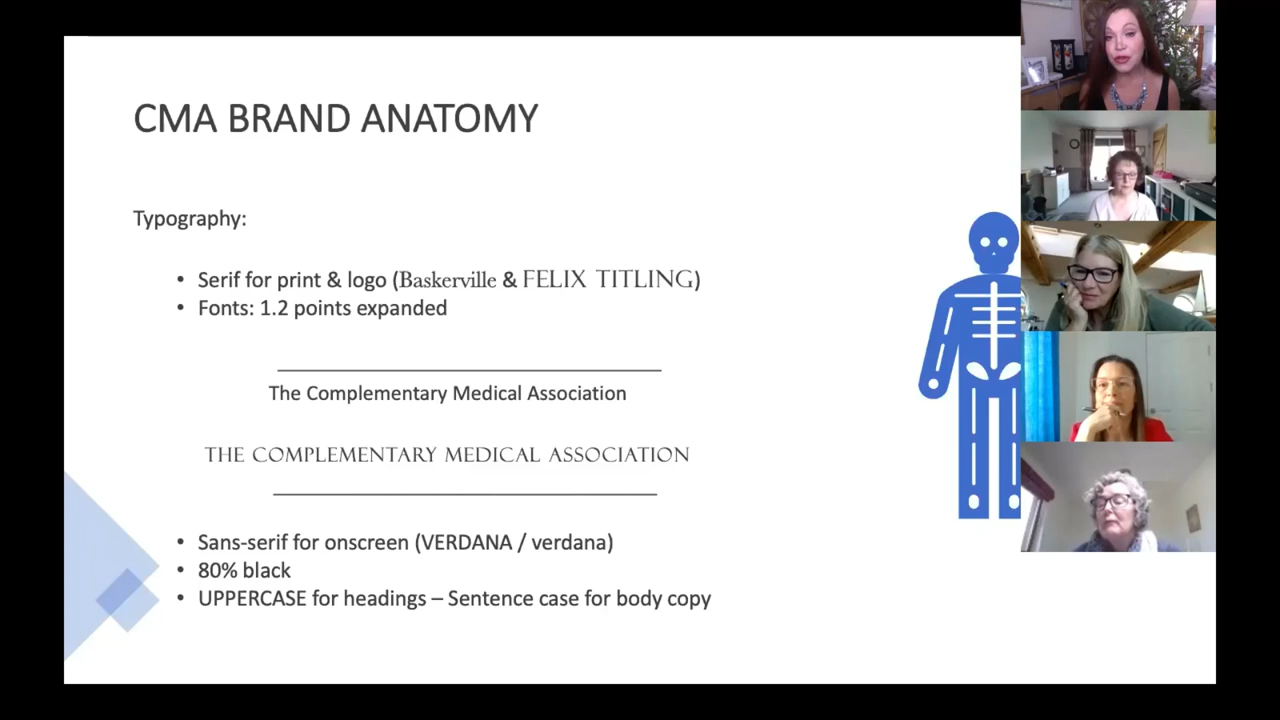 CMA BRAND ANATOMY
Typography:
• Serif for print & logo (Baskerville & FELIX TITLING)
• Fonts: 1.2 points expanded
The Complementary Medical Association
THE COMPLEMENTARY MEDICAL ASSOCIATION
• Sans-serif for onscreen (VERDANA / verdana)
• 80% black
• UPPERCASE for headings – Sentence case for body copy